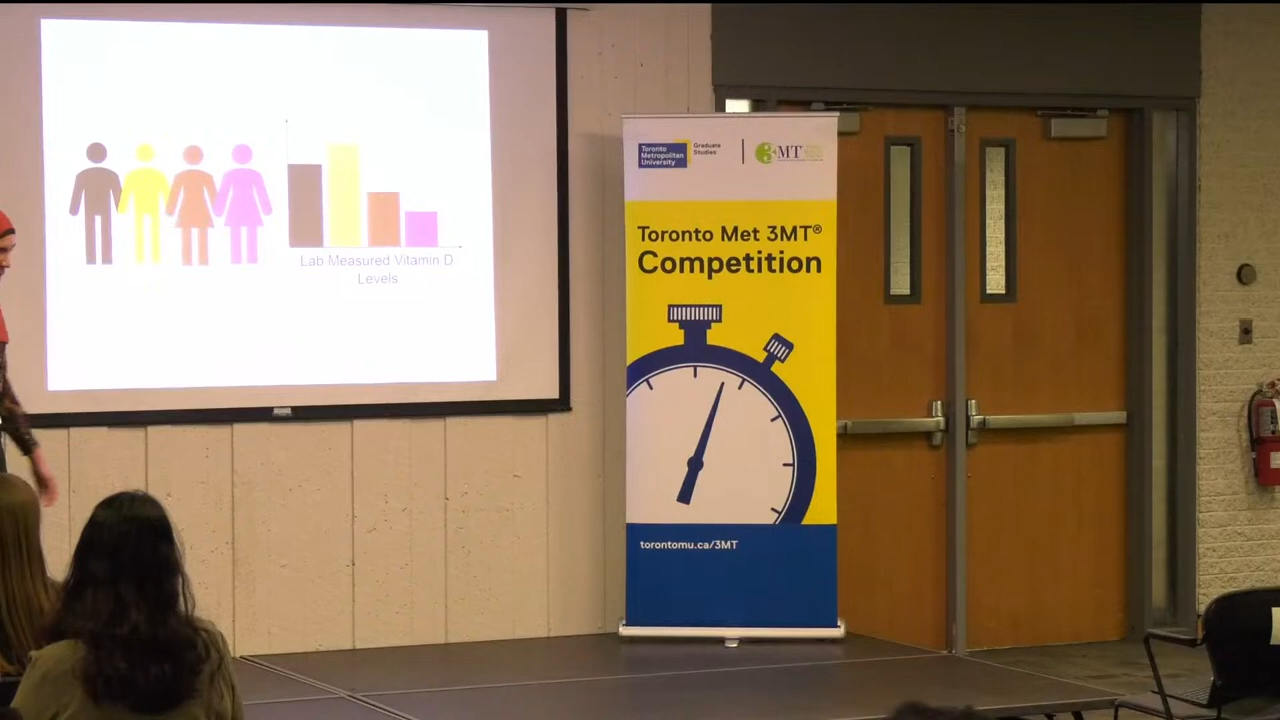 Lab Measured Vitamin D
Levels
Toronto
Metropolitan
University
Graduate
Studies
3MT
Toronto Met 3MT®
Competition
torontomu.ca/3MT